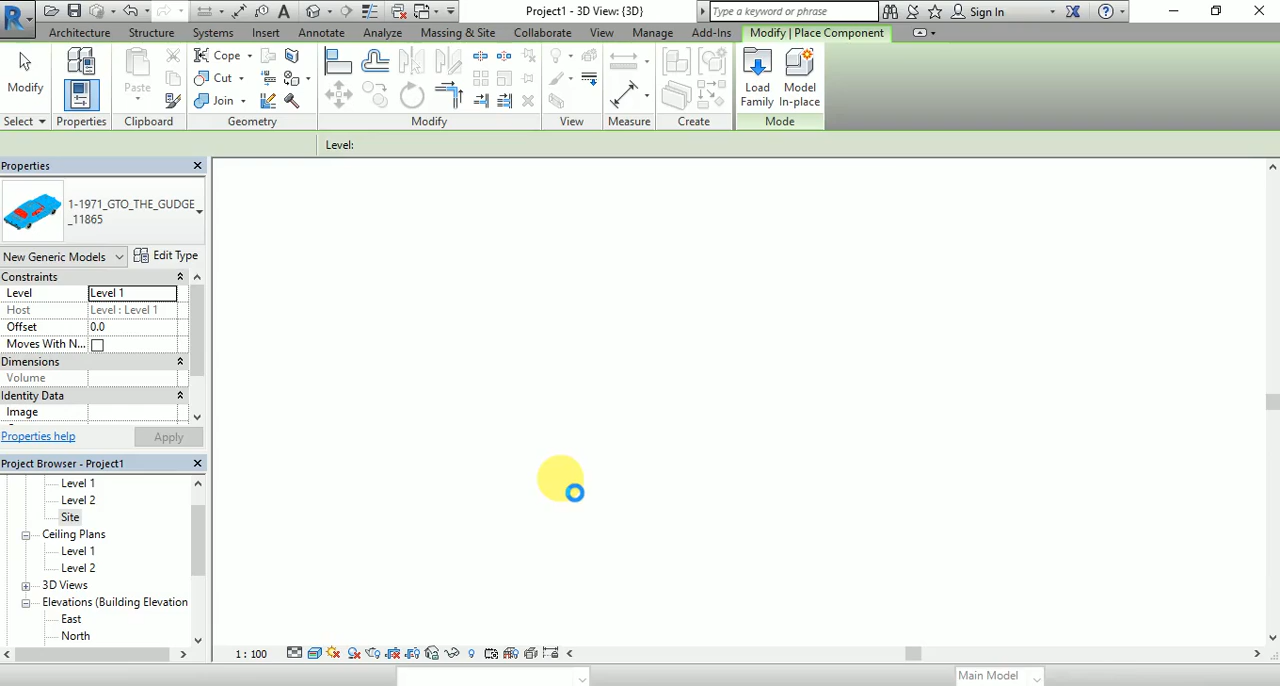 Project1 - 3D View: {3D}
Type a keyword or phrase
Sign In
Architecture Structure Systems Insert Annotate Analyze Massing & Site Collaborate View Manage Add-Ins Modify | Place Component
Modify
Select
Properties
Paste
Clipboard
Cope
Cut
Join
Geometry
Modify
View
Measure
Create
Load Family
Model In-place
Mode
Level:
Properties
1-1971_GTO_THE_GUDGE
_11865
New Generic Models Edit Type
Constraints
Level Level 1
Host Level : Level 1
Offset 0.0
Moves With N...
Dimensions
Volume
Identity Data
Image
Properties help Apply
Project Browser - Project1
Level 1
Level 2
Site
Ceiling Plans
Level 1
Level 2
3D Views
Elevations (Building Elevation
East
North
1 : 100
Main Model